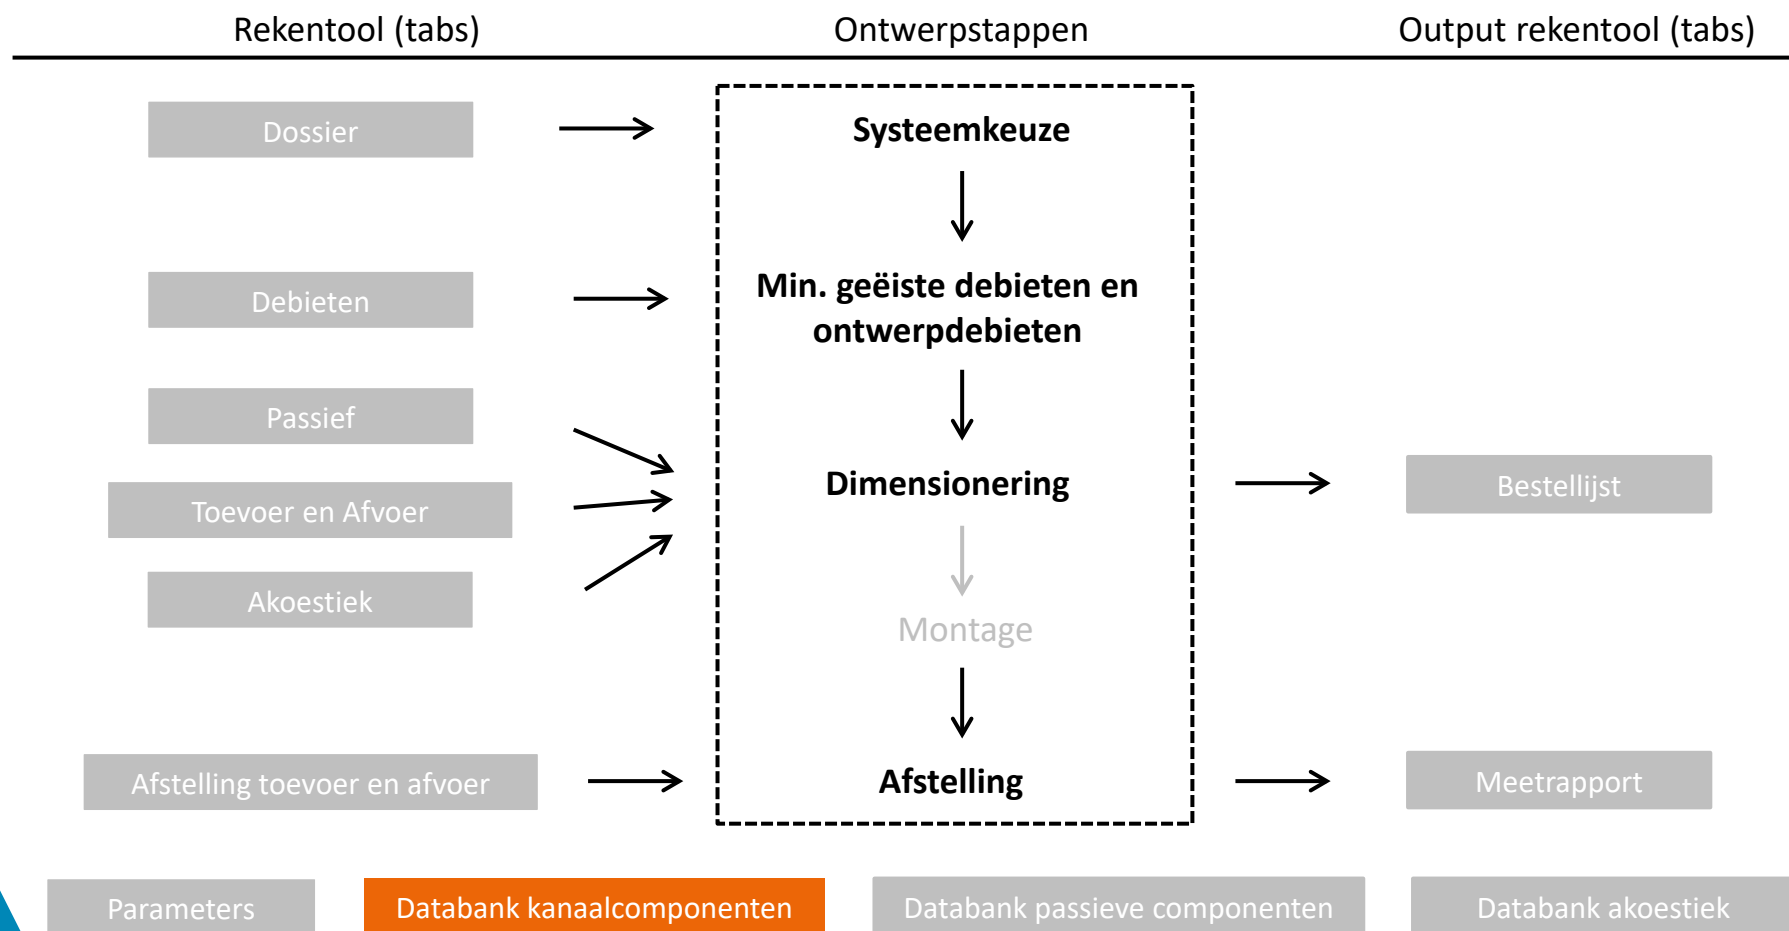 Rekentool (tabs)
Ontwerpstappen
Output rekentool (tabs)
Dossier
Systeemkeuze
Debieten
Min. geëiste debieten en
ontwerpdebieten
Passief
Toevoer en Afvoer
Akoestiek
Dimensionering
Bestellijst
Montage
Afstelling toevoer en afvoer
Afstelling
Meetrapport
Parameters
Databank kanaalcomponenten
Databank passieve componenten
Databank akoestiek